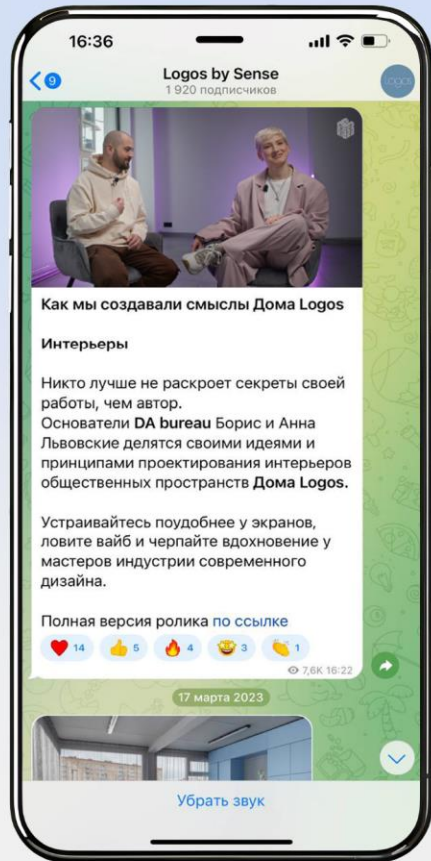 16:36
9
Logos by Sense
1 920 подписчиков
Logos
Как мы создавали смыслы Дома Logos
Интерьеры
Никто лучше не раскроет секреты своей
работы, чем автор.
Основатели DA bureau Борис и Анна
Львовские делятся своими идеями и
принципами проектирования интерьеров
общественных пространств Дома Logos.
Устраивайтесь поудобнее у экранов,
ловите вайб и черпайте вдохновение у
мастеров индустрии современного
дизайна.
Полная версия ролика по ссылке
14 5 4 3 1
7,6K 16:22
17 марта 2023
Убрать звук